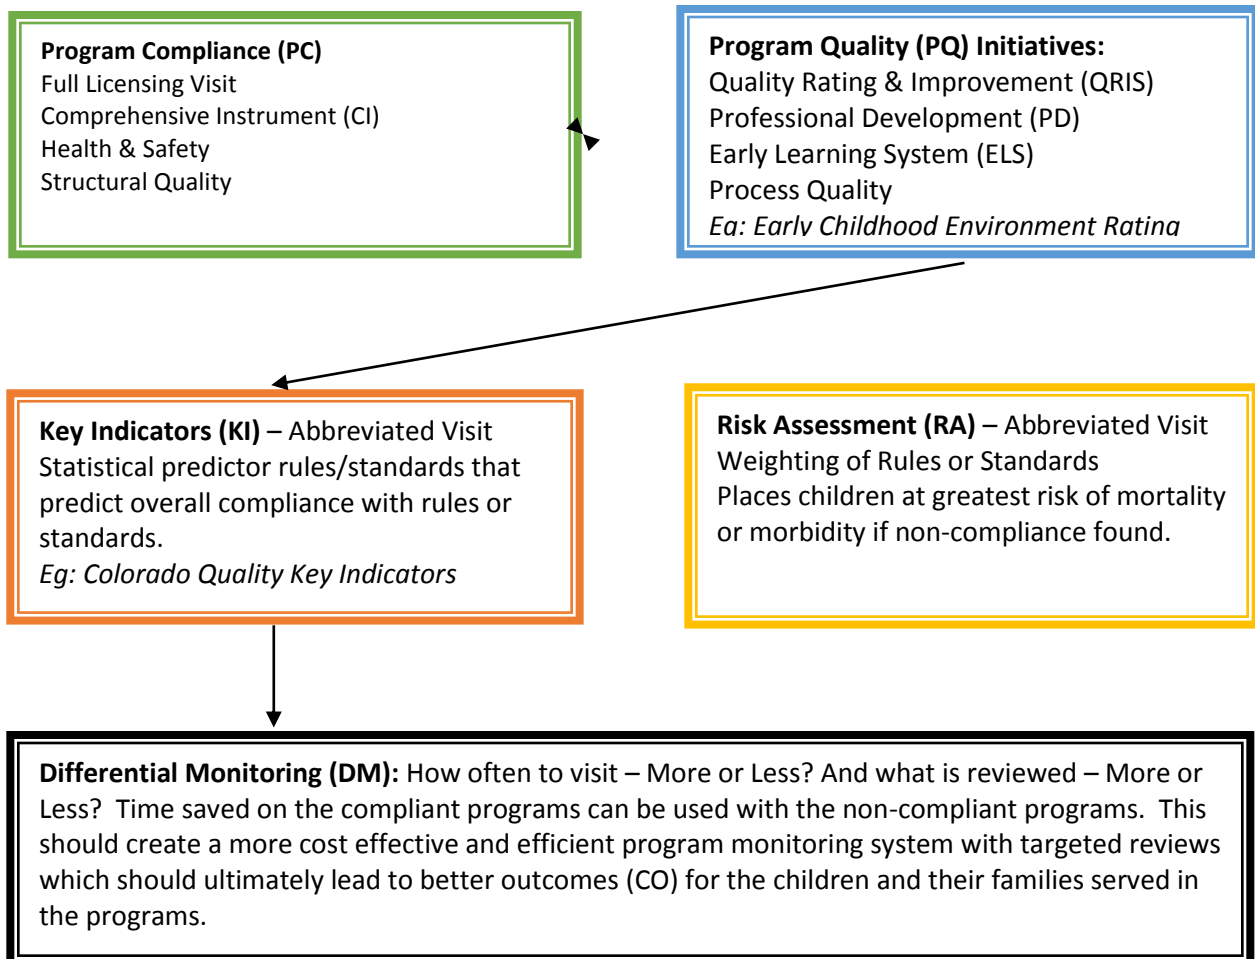 Program Compliance (PC)
Full Licensing Visit
Comprehensive Instrument (CI)
Health & Safety
Structural Quality
Program Quality (PQ) Initiatives:
Quality Rating & Improvement (QRIS)
Professional Development (PD)
Early Learning System (ELS)
Process Quality
Eg: Early Childhood Environment Rating
Key Indicators (KI) – Abbreviated Visit
Statistical predictor rules/standards that
predict overall compliance with rules or
standards.
Eg: Colorado Quality Key Indicators
Risk Assessment (RA) – Abbreviated Visit
Weighting of Rules or Standards
Places children at greatest risk of mortality
or morbidity if non-compliance found.
Differential Monitoring (DM): How often to visit – More or Less? And what is reviewed – More or
Less? Time saved on the compliant programs can be used with the non-compliant programs. This
should create a more cost effective and efficient program monitoring system with targeted reviews
which should ultimately lead to better outcomes (CO) for the children and their families served in
the programs.